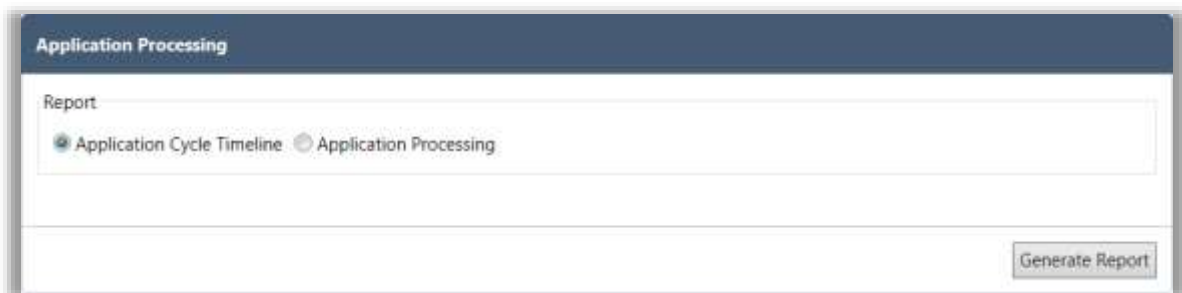 Application Processing
Report
Application Cycle Timeline Application Processing
Generate Report